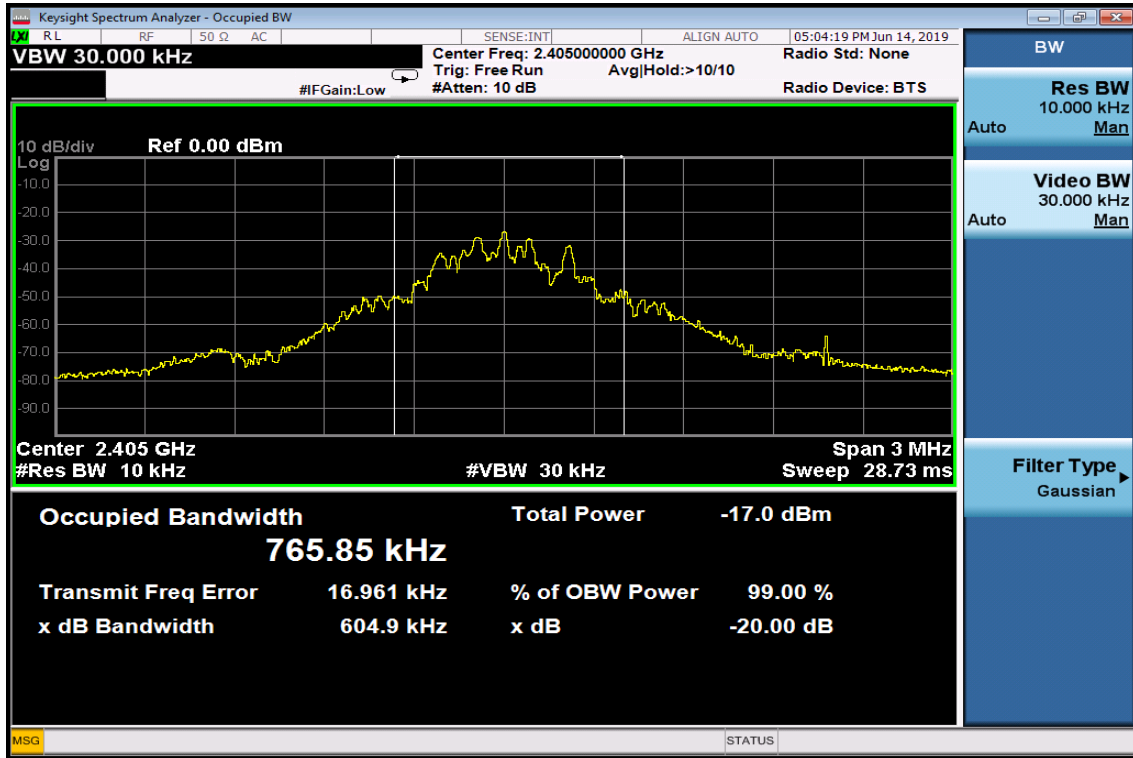 Keysight Spectrum Analyzer - Occupied BW
LXI RL RF 50 Ω AC SENSE:INT ALIGN AUTO 05:04:19 PM Jun 14, 2019
VBW 30.000 kHz
Center Freq: 2.405000000 GHz Radio Std: None
Trig: Free Run Avg|Hold:>10/10
#IFGain:Low #Atten: 10 dB Radio Device: BTS
10 dB/div Ref 0.00 dBm
Log
-10.0
-20.0
-30.0
-40.0
-50.0
-60.0
-70.0
-80.0
-90.0
Center 2.405 GHz Span 3 MHz
#Res BW 10 kHz #VBW 30 kHz Sweep 28.73 ms
Occupied Bandwidth Total Power -17.0 dBm
765.85 kHz
Transmit Freq Error 16.961 kHz % of OBW Power 99.00 %
x dB Bandwidth 604.9 kHz x dB -20.00 dB
BW
Res BW
10.000 kHz
Auto Man
Video BW
30.000 kHz
Auto Man
Filter Type
Gaussian
MSG STATUS